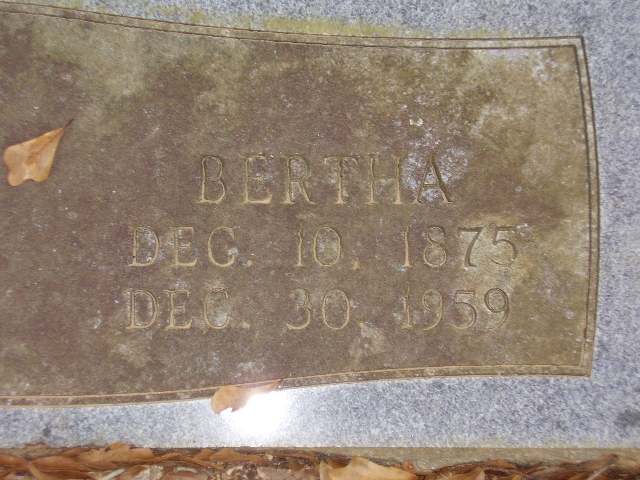 BERTHA
DEC. 10, 1875
DEC. 30, 1959